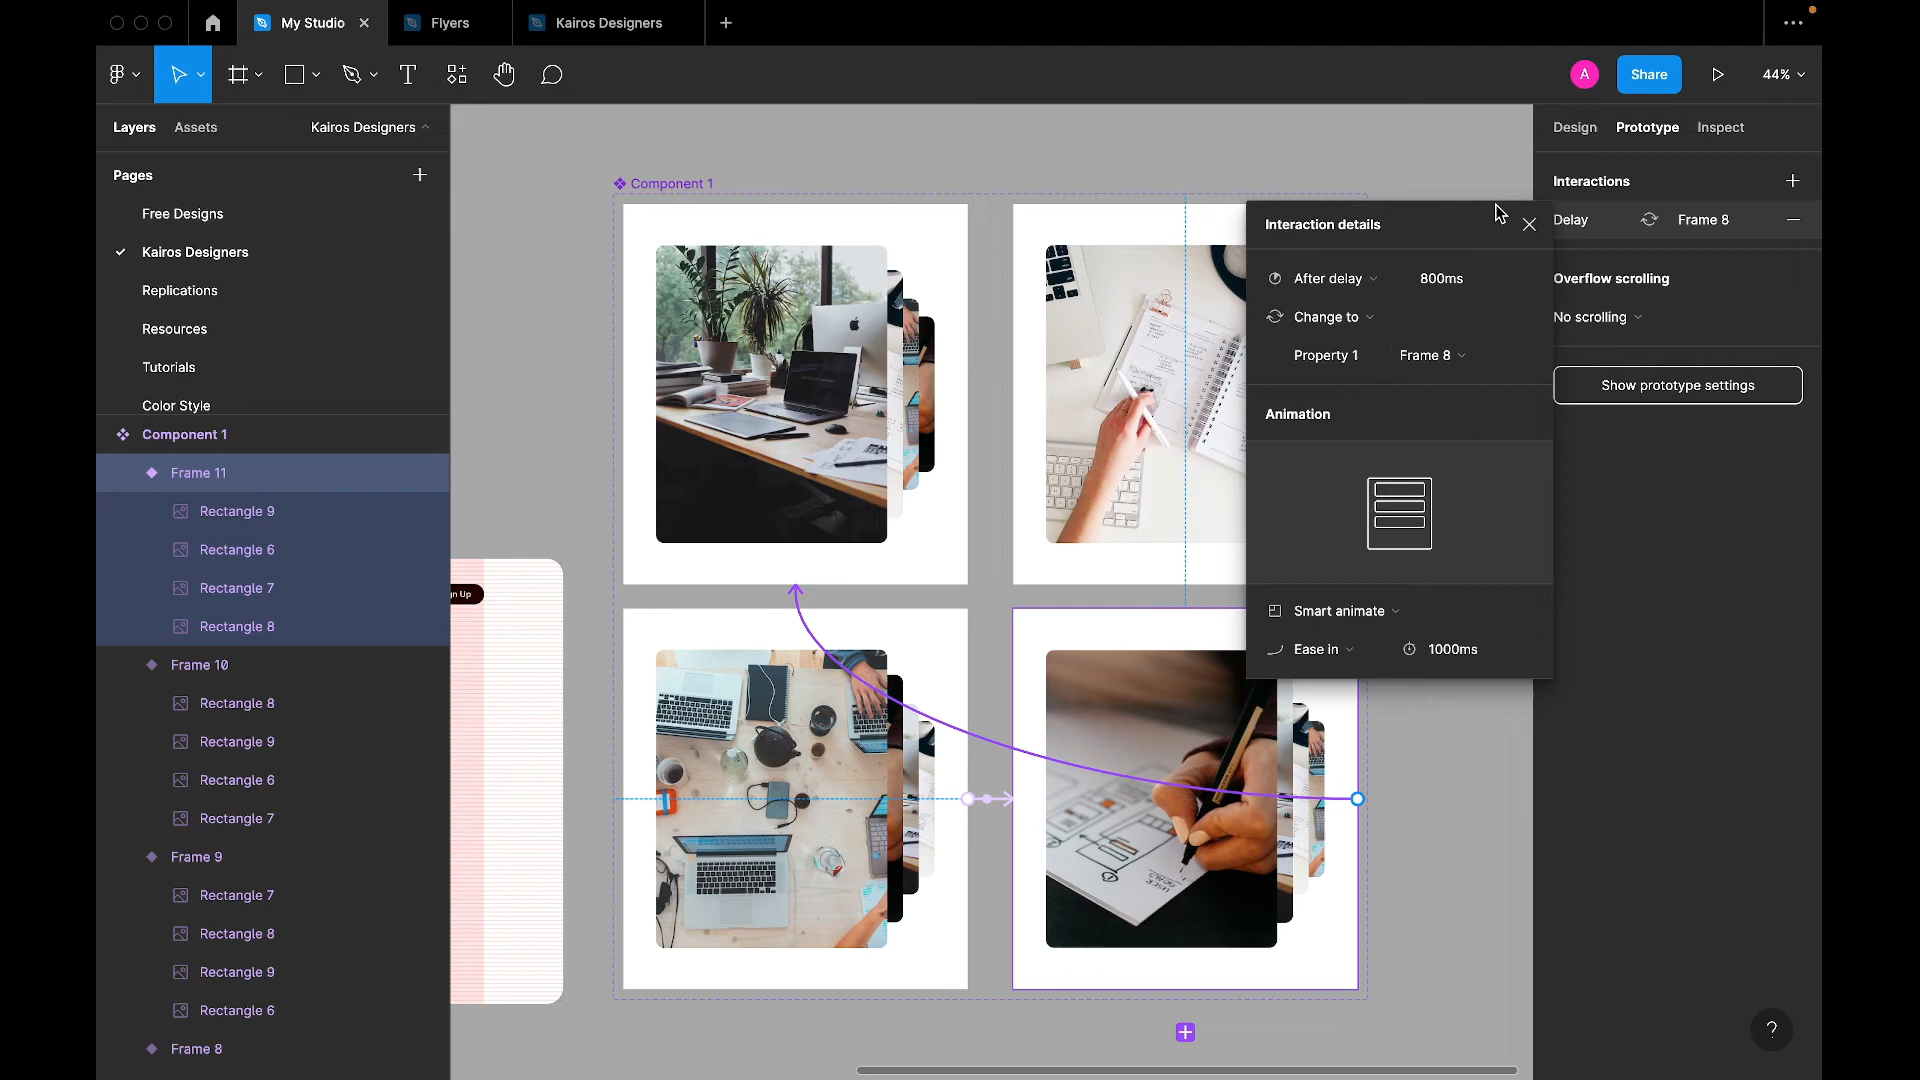 My Studio
Flyers
Kairos Designers
A
Share
44%
Layers
Assets
Kairos Designers
Design
Prototype
Inspect
Pages
Free Designs
Kairos Designers
Replications
Resources
Tutorials
Color Style
Component 1
Frame 11
Rectangle 9
Rectangle 6
Rectangle 7
Rectangle 8
Frame 10
Rectangle 8
Rectangle 9
Rectangle 6
Rectangle 7
Frame 9
Rectangle 7
Rectangle 8
Rectangle 9
Rectangle 6
Frame 8
Component 1
gn Up
Interaction details
After delay
800ms
Change to
Property 1
Frame 8
Animation
Smart animate
Ease in
1000ms
Interactions
Delay
Frame 8
Overflow scrolling
No scrolling
Show prototype settings
?